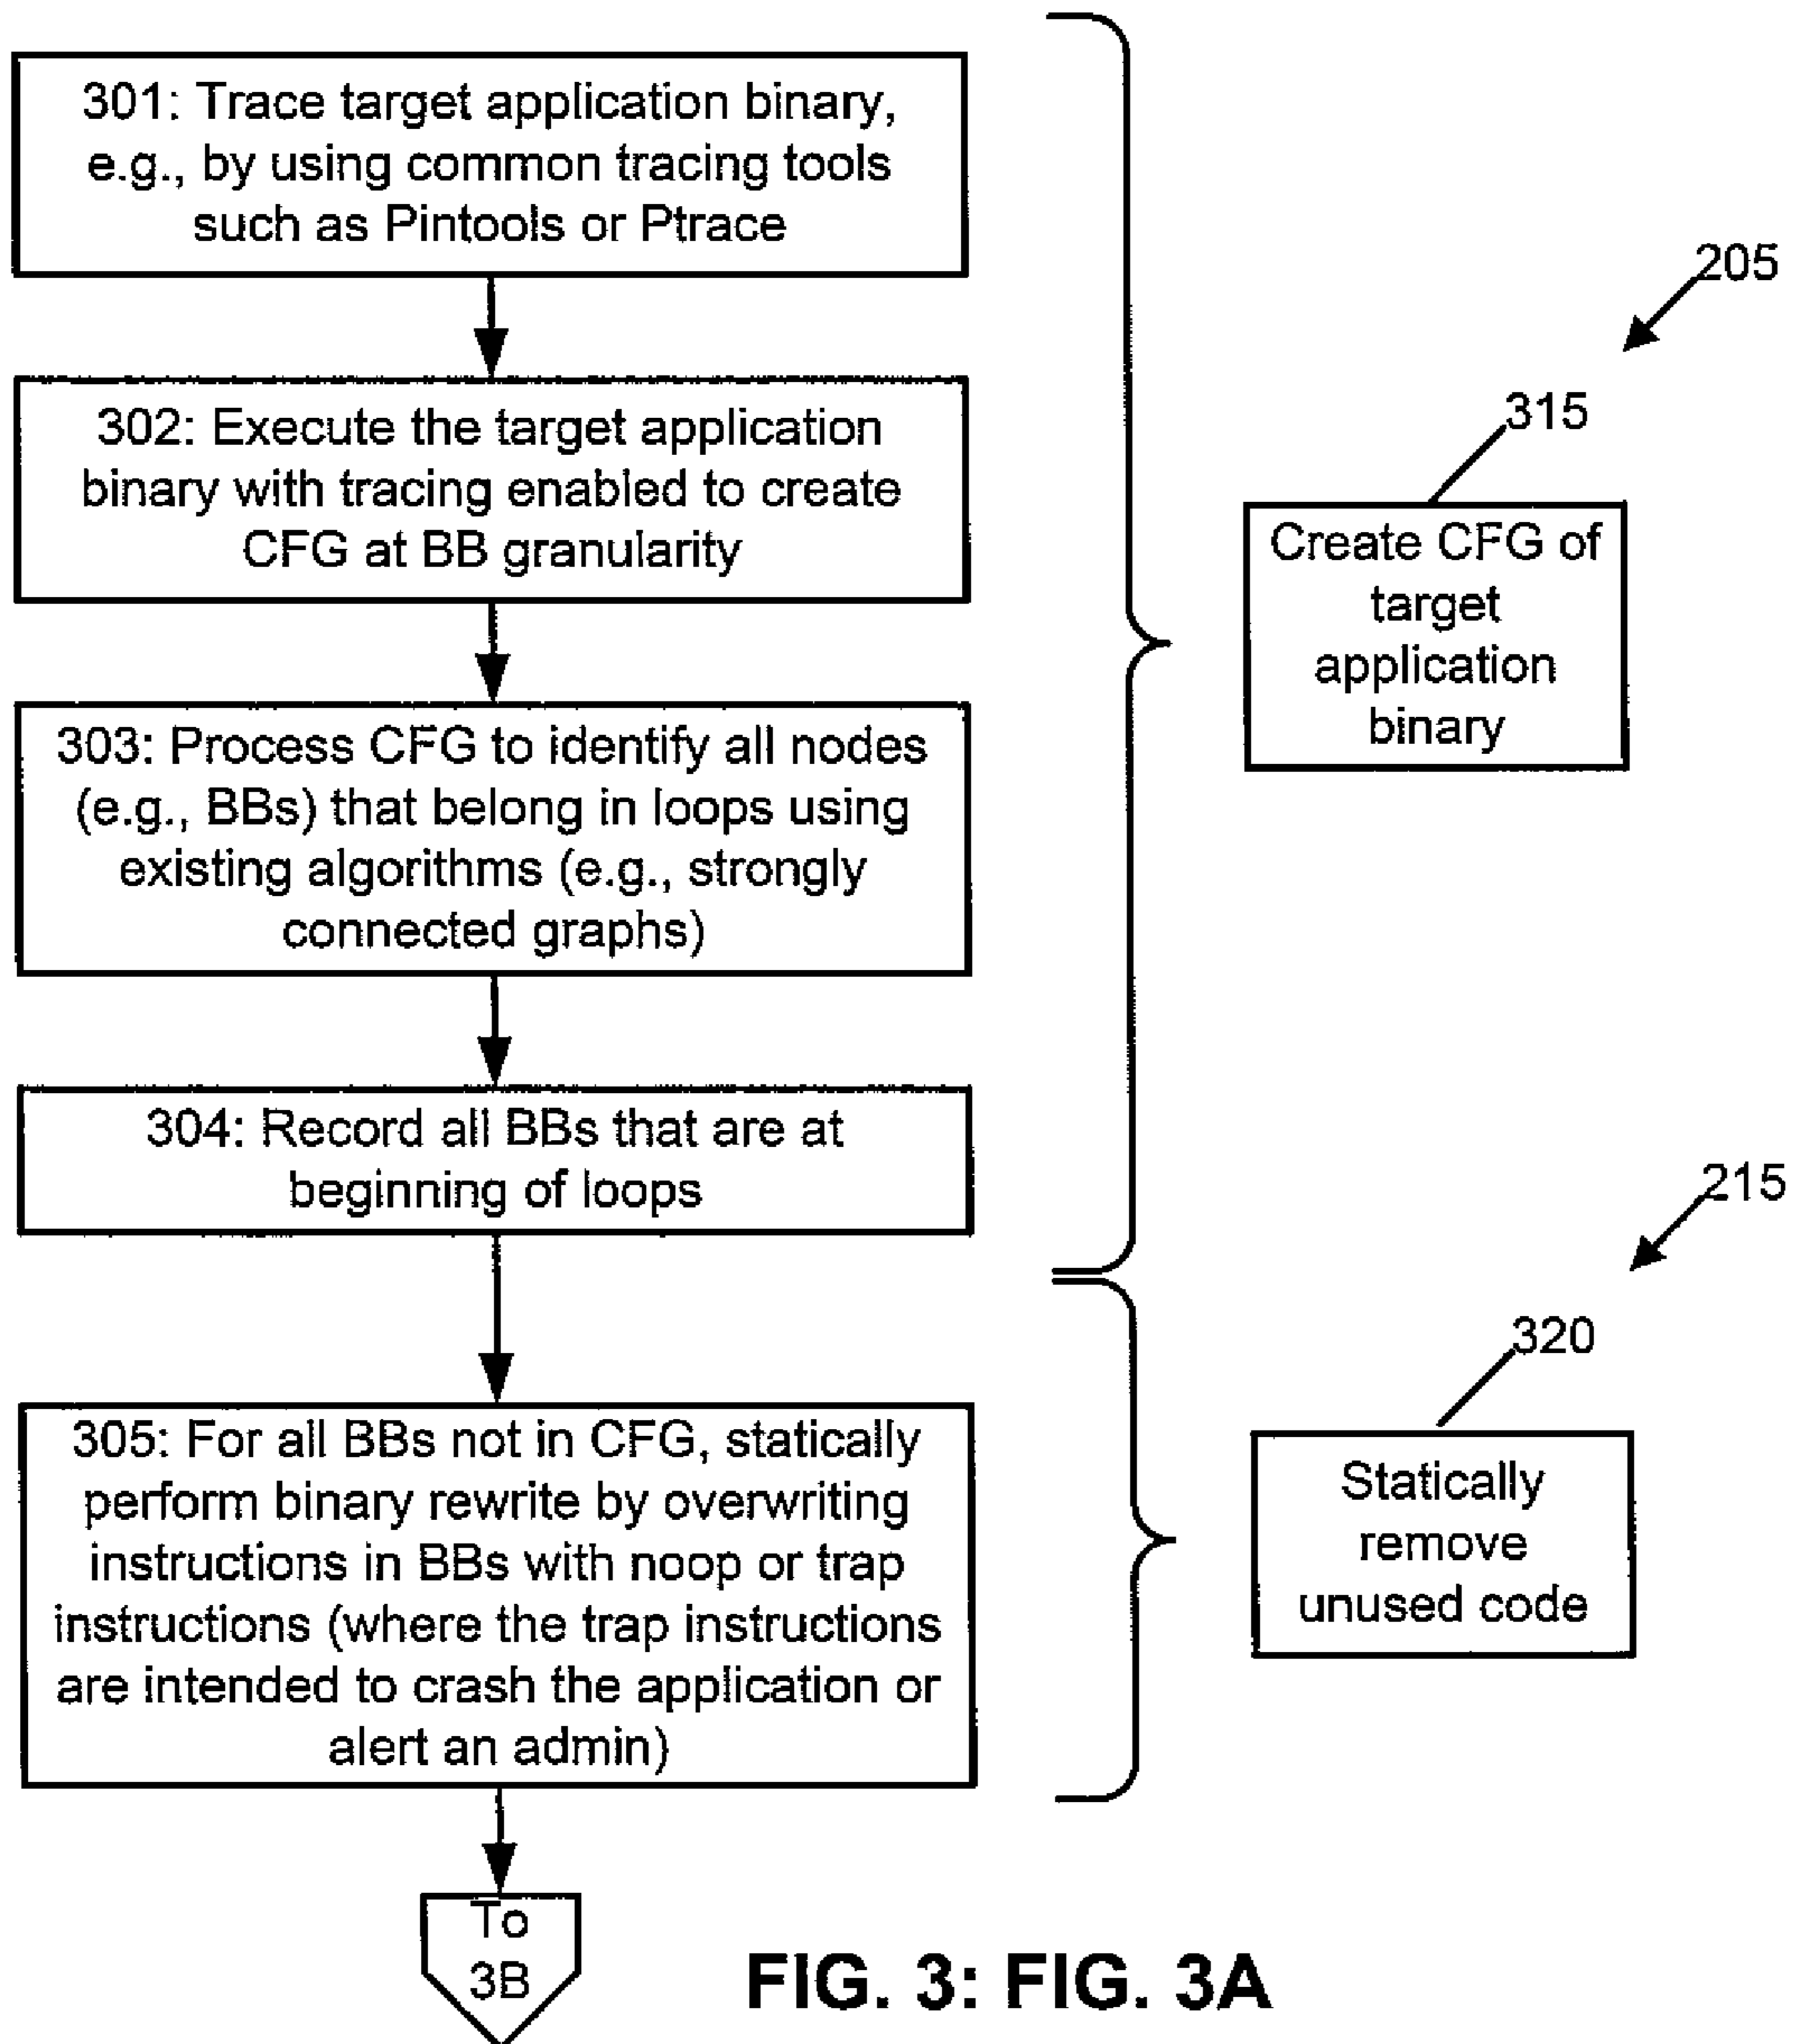 301: Trace target application binary,
e.g., by using common tracing tools
such as Pintools or Ptrace
205
302: Execute the target application
binary with tracing enabled to create
CFG at BB granularity
315
Create CFG of
target
application
binary
303: Process CFG to identify all nodes
(e.g., BBs) that belong in loops using
existing algorithms (e.g., strongly
connected graphs)
304: Record all BBs that are at
beginning of loops
215
320
305: For all BBs not in CFG, statically
perform binary rewrite by overwriting
instructions in BBs with noop or trap
instructions (where the trap instructions
are intended to crash the application or
alert an admin)
Statically
remove
unused code
To
3B
FIG. 3: FIG. 3A